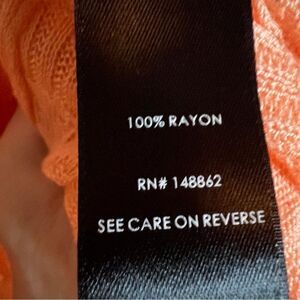 100% RAYON
RN# 148862
SEE CARE ON REVERSE